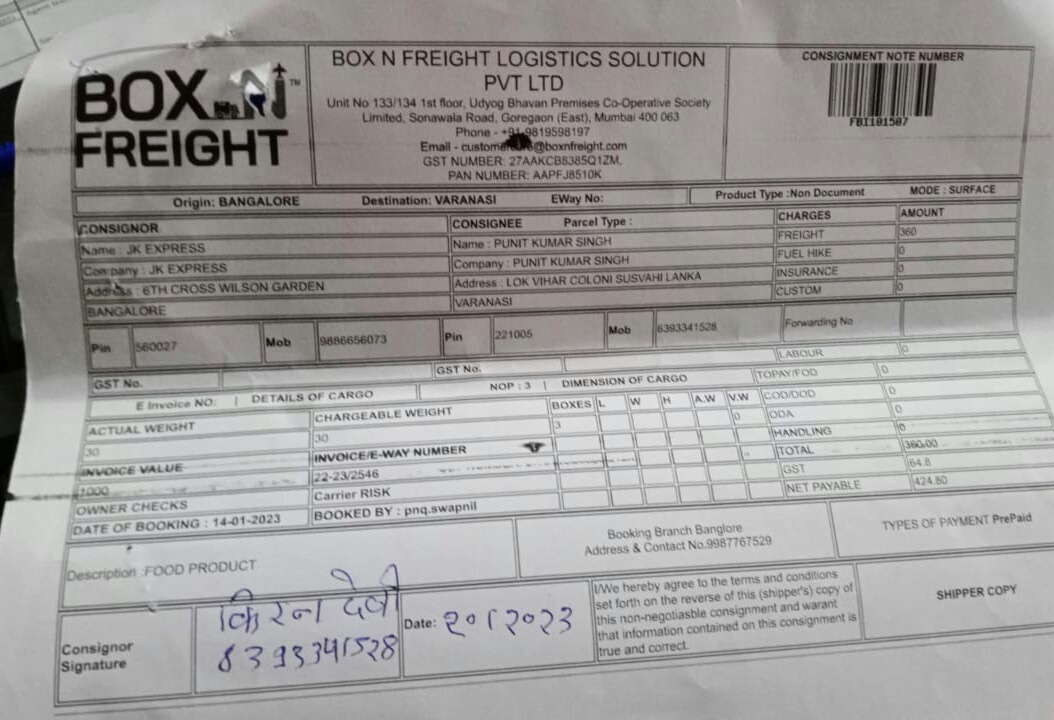 BOX N FREIGHT™
BOX N FREIGHT LOGISTICS SOLUTION
PVT LTD
Unit No 133/134 1st floor, Udyog Bhavan Premises Co-Operative Society
Limited, Sonawala Road, Goregaon (East), Mumbai 400 063
Phone - +91-9819598197
Email - @boxnfreight.com
GST NUMBER: 27AAKCB8385Q1ZM,
PAN NUMBER: AAPFJ8510K
CONSIGNMENT NOTE NUMBER
FBI101507
Origin: BANGALORE Destination: VARANASI EWay No: Product Type :Non Document MODE : SURFACE
CONSIGNOR CONSIGNEE Parcel Type : CHARGES AMOUNT
Name : JK EXPRESS Name : PUNIT KUMAR SINGH FREIGHT 360
Company : JK EXPRESS Company : PUNIT KUMAR SINGH FUEL HIKE 0
Address : 6TH CROSS WILSON GARDEN Address : LOK VIHAR COLONI SUSVAHI LANKA INSURANCE 0
BANGALORE VARANASI CUSTOM 0
Pin 560027 Mob 9886656073 Pin 221005 Mob 6393341528 Forwarding No
GST No. GST No. LABOUR 0
E Invoice NO: | DETAILS OF CARGO NOP : 3 | DIMENSION OF CARGO TOPAY/FOD 0
ACTUAL WEIGHT CHARGEABLE WEIGHT BOXES L W H A.W V.W COD/DOD 0
30 30 3 0 ODA 0
INVOICE VALUE INVOICE/E-WAY NUMBER HANDLING 0
1000 22-23/2546 TOTAL 360.00
OWNER CHECKS Carrier RISK GST 64.8
DATE OF BOOKING : 14-01-2023 BOOKED BY : pnq.swapnil NET PAYABLE 424.80
Description :FOOD PRODUCT
Booking Branch Banglore
Address & Contact No.9987767529
TYPES OF PAYMENT PrePaid
Consignor
Signature
किरन देवी
8393341528
Date: २०1२०23
I/We hereby agree to the terms and conditions
set forth on the reverse of this (shipper's) copy of
this non-negotiasble consignment and warant
that information contained on this consignment is
true and correct.
SHIPPER COPY